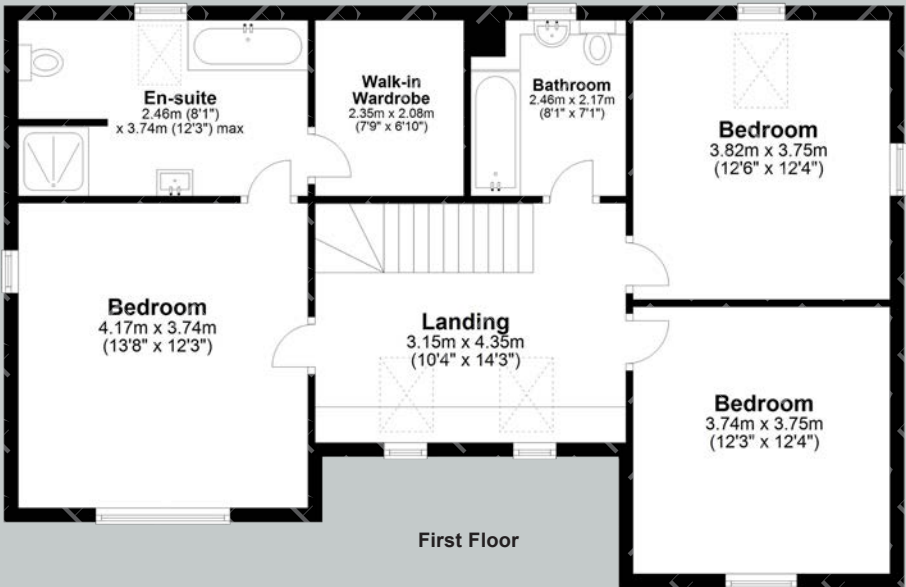 En-suite
2.46m (8'1")
x 3.74m (12'3") max
Walk-in
Wardrobe
2.35m x 2.08m
(7'9" x 6'10")
Bathroom
2.46m x 2.17m
(8'1" x 7'1")
Bedroom
3.82m x 3.75m
(12'6" x 12'4")
Bedroom
4.17m x 3.74m
(13'8" x 12'3")
Landing
3.15m x 4.35m
(10'4" x 14'3")
Bedroom
3.74m x 3.75m
(12'3" x 12'4")
First Floor